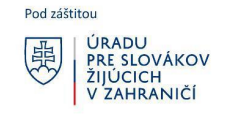 Pod záštitou
ÚRADU
PRE SLOVÁKOV
ŽIJÚCICH
V ZAHRANIČÍ